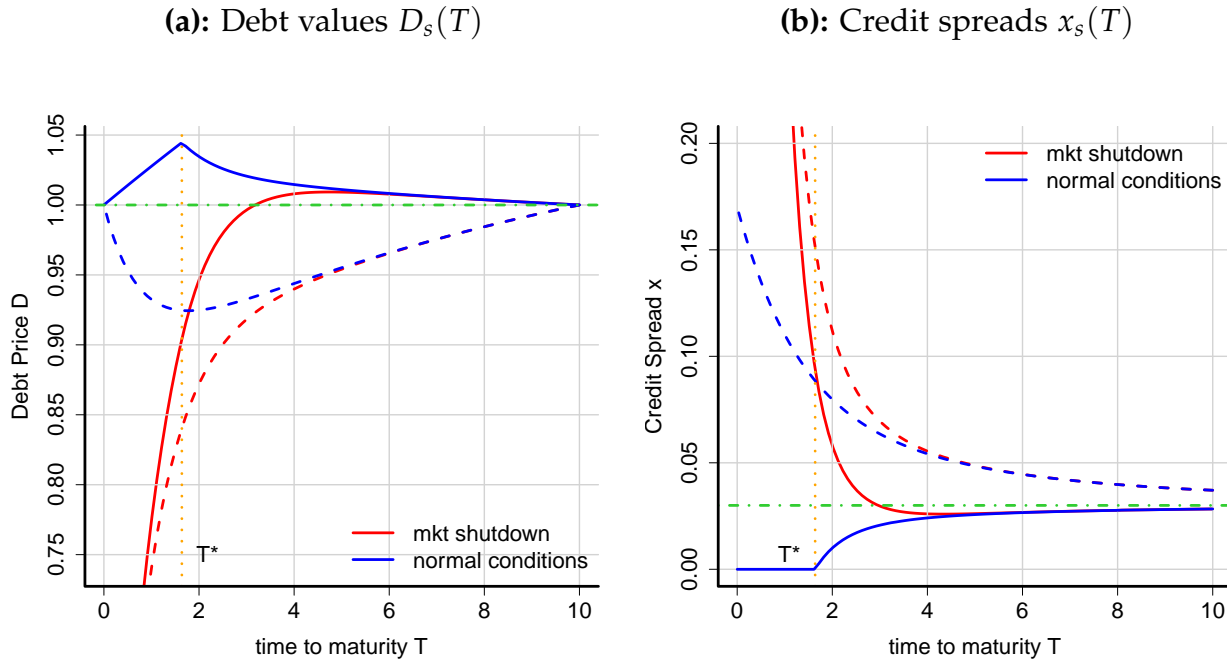 (a): Debt values D_s(T)
1.05
1.00
0.95
0.90
0.85
0.80
0.75
Debt Price D
T*
mkt shutdown
normal conditions
0 2 4 6 8 10
time to maturity T
(b): Credit spreads x_s(T)
0.20
0.15
0.10
0.05
0.00
Credit Spread x
mkt shutdown
normal conditions
T*
0 2 4 6 8 10
time to maturity T